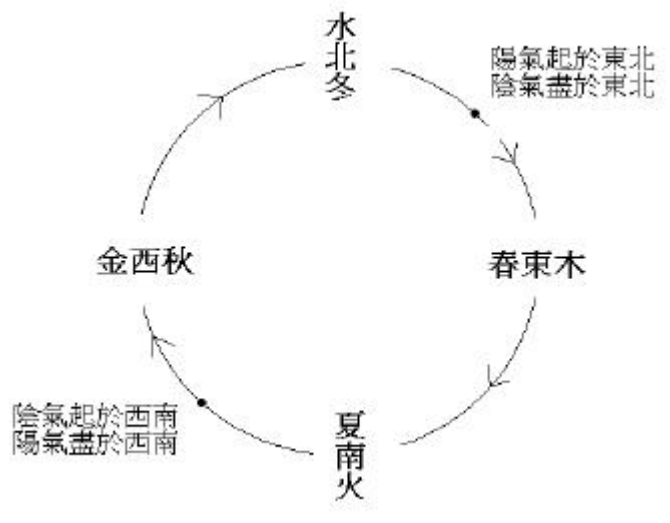 水北冬
陽氣起於東北
陰氣盡於東北
金西秋
春東木
陰氣起於西南
陽氣盡於西南
夏南火